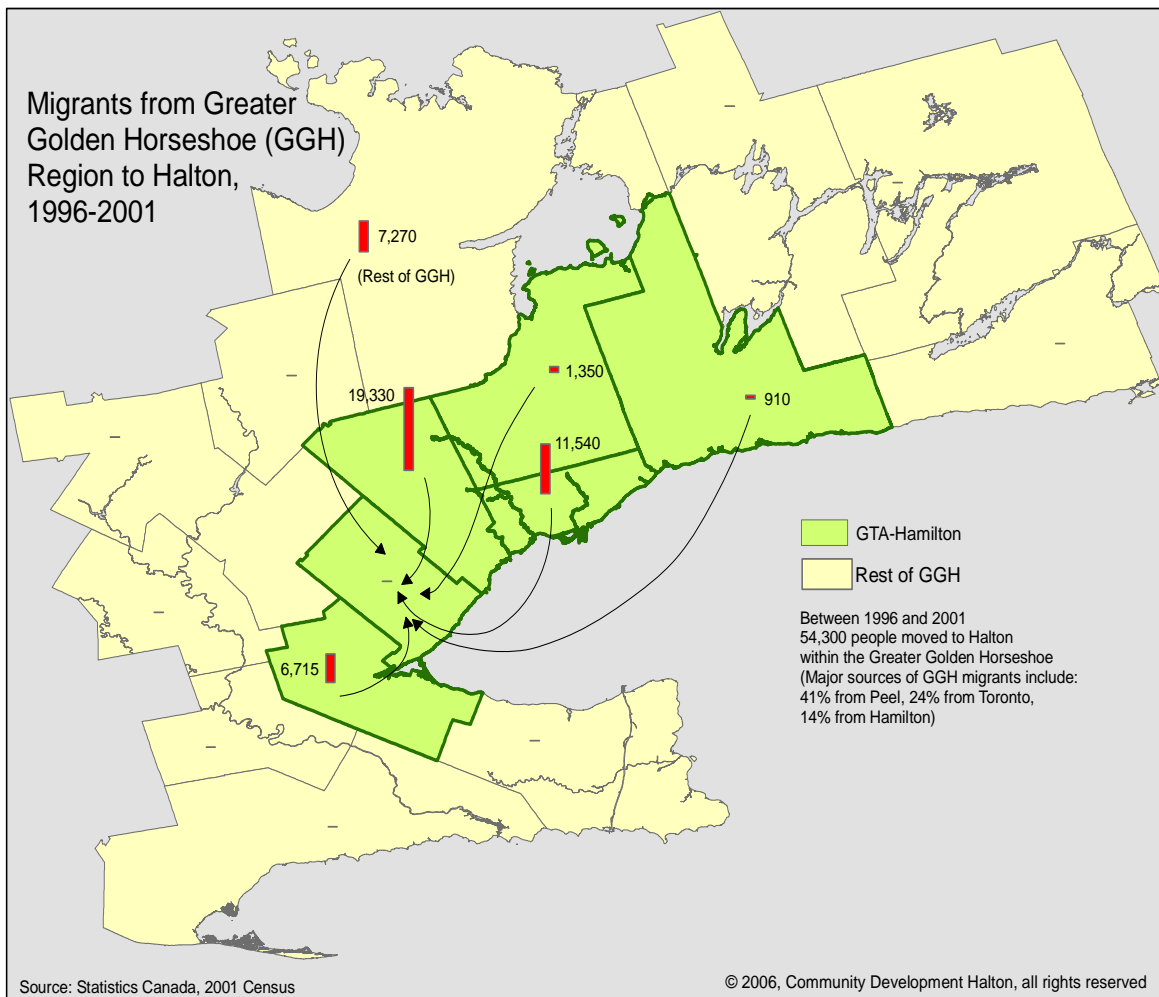 Migrants from Greater
Golden Horseshoe (GGH)
Region to Halton,
1996-2001
7,270
(Rest of GGH)
19,330
1,350
11,540
910
6,715
GTA-Hamilton
Rest of GGH
Between 1996 and 2001
54,300 people moved to Halton
within the Greater Golden Horseshoe
(Major sources of GGH migrants include:
41% from Peel, 24% from Toronto,
14% from Hamilton)
Source: Statistics Canada, 2001 Census
© 2006, Community Development Halton, all rights reserved